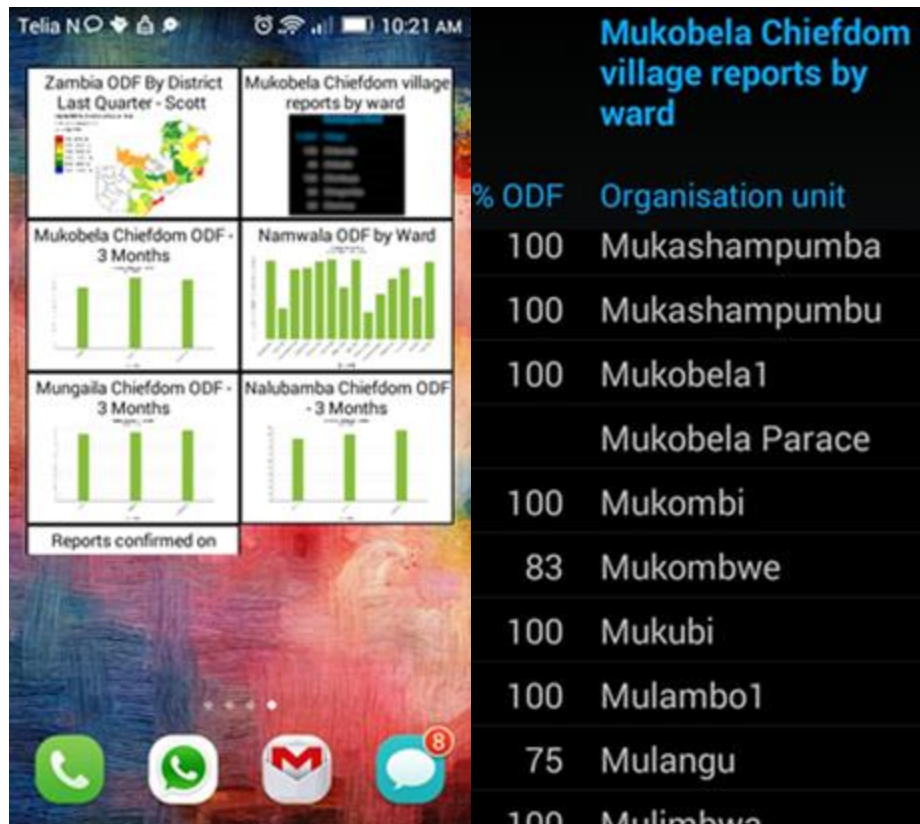 Telia N
10:21 AM
Zambia ODF By District
Last Quarter - Scott
Mukobela Chiefdom village
reports by ward
Mukobela Chiefdom ODF -
3 Months
Namwala ODF by Ward
Mungaila Chiefdom ODF -
3 Months
Nalubamba Chiefdom ODF
- 3 Months
Reports confirmed on
8
Mukobela Chiefdom
village reports by
ward
% ODF Organisation unit
100 Mukashampumba
100 Mukashampumbu
100 Mukobela1
Mukobela Parace
100 Mukombi
83 Mukombwe
100 Mukubi
100 Mulambo1
75 Mulangu
100 Mulimbwa